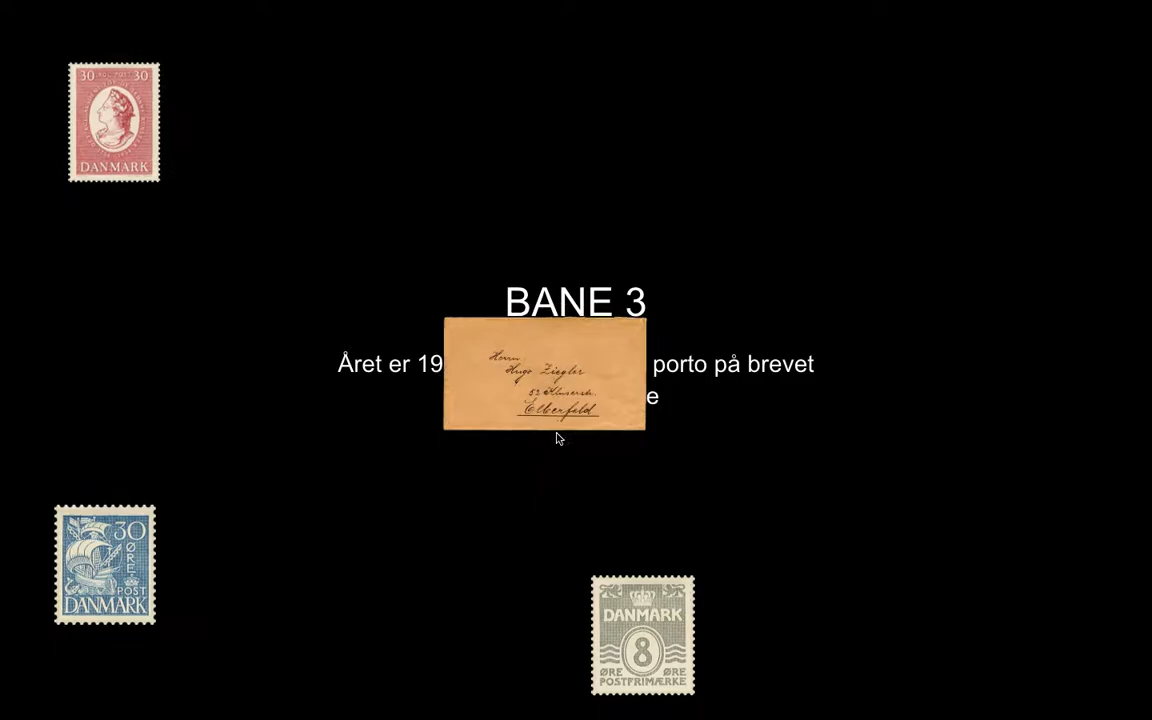 30 30
DANMARK
BANE 3
Året er 19 porto på brevet
e
Herrn
Hugo Ziegler
Elberfeld
30
ØRE
POST
DANMARK
DANMARK
8
ØRE ØRE
POSTFRIMÆRKE